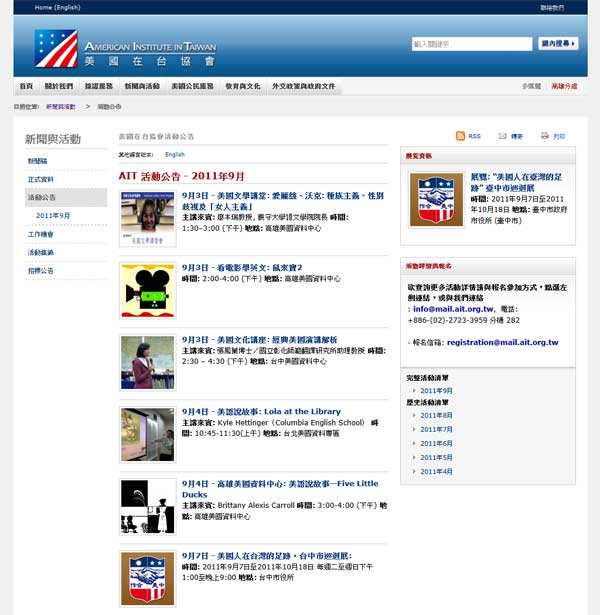 Home (English)
聯絡我們
AMERICAN INSTITUTE IN TAIWAN
美國在台協會
輸入關鍵字
網內搜尋
首頁 關於我們 簽證服務 新聞與活動 美國公民服務 教育與文化 外交政策與政府文件
多媒體 | 高雄分處
目前位置: 新聞與活動 > 活動公告
新聞與活動
新聞稿
正式資料
活動公告
2011年9月
工作機會
活動集錦
招標公告
美國在台協會活動公告
RSS 轉寄 列印
其他語言版本: English
AIT 活動公告 - 2011年9月
9月3日 - 美國文學講堂: 愛麗絲·沃克: 種族主義、性別
歧視及「女人主義」
主講來賓: 廖本瑞教授，義守大學語文學院院長 時間:
1:30-3:00 (下午) 地點: 高雄美國資料中心
9月3日 - 看電影學英文: 鼠來寶2
時間: 2:00-4:00 (下午) 地點: 高雄美國資料中心
9月3日 - 美國文化講座: 經典美國演講解析
主講來賓: 張鳳蘭博士／國立彰化師範翻譯研究所助理教授 時間:
2:30 – 4:30 (下午) 地點: 台中美國資料中心
9月4日 - 美語說故事: Lola at the Library
主講來賓: Kyle Hettinger（Columbia English School） 時
間: 10:45-11:30(上午) 地點: 台北美國資料專區
9月4日 - 高雄美國資料中心: 美語說故事—Five Little
Ducks
主講來賓: Brittany Alexis Carroll 時間: 3:00-4:00 (下午) 地
點: 高雄美國資料中心
9月7日 - 美國人在台灣的足跡，台中市巡迴展:
時間: 2011年9月7日至2011年10月18日 每週二至週日下午
1:00至晚上9:00 地點: 台中市役所
展覽資訊
展覽: “美國人在臺灣的足
跡” 臺中市巡迴展
時間: 2011年9月7日至2011
年10月18日 地點: 臺中市政府
市役所 (臺中市)
活動詳情與報名
欲查詢更多活動詳情請與報名參加方式，點選左
側連結，或與我們連絡
: info@mail.ait.org.tw, 電話:
+886-(02)-2723-3959 分機 282
- 報名信箱: registration@mail.ait.org.tw
完整活動清單
2011年9月
歷史活動清單
2011年8月
2011年7月
2011年6月
2011年5月
2011年4月